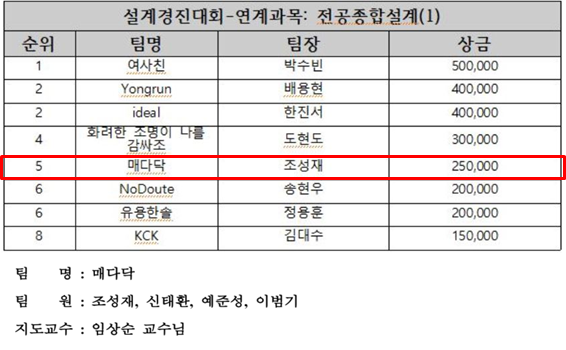 설계경진대회-연계과목: 전공종합설계(1)
순위 팀명 팀장 상금
1 여사친 박수빈 500,000
2 Yongrun 배용현 400,000
2 ideal 한진서 400,000
4 화려한 조명이 나를 감싸조 도현도 300,000
5 매다닥 조성재 250,000
6 NoDoute 송현우 200,000
6 유용한솔 정용훈 200,000
8 KCK 김대수 150,000
팀 명 : 매다닥
팀 원 : 조성재, 신태환, 예준성, 이범기
지도교수 : 임상순 교수님